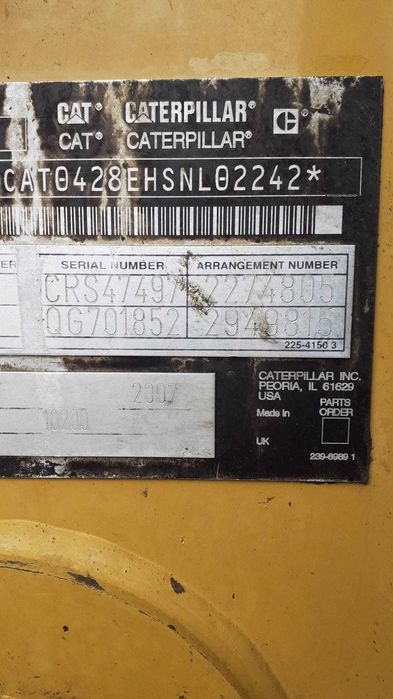 CAT® CATERPILLAR®
CAT® CATERPILLAR®
CAT0428EHSNL02242*
SERIAL NUMBER ARRANGEMENT NUMBER
CRS47497 2274805
QG701852 2949815
225-4150 3
2007
10200
CATERPILLAR INC.
PEORIA, IL 61629
USA
Made In
PARTS
ORDER
UK
239-6989 1